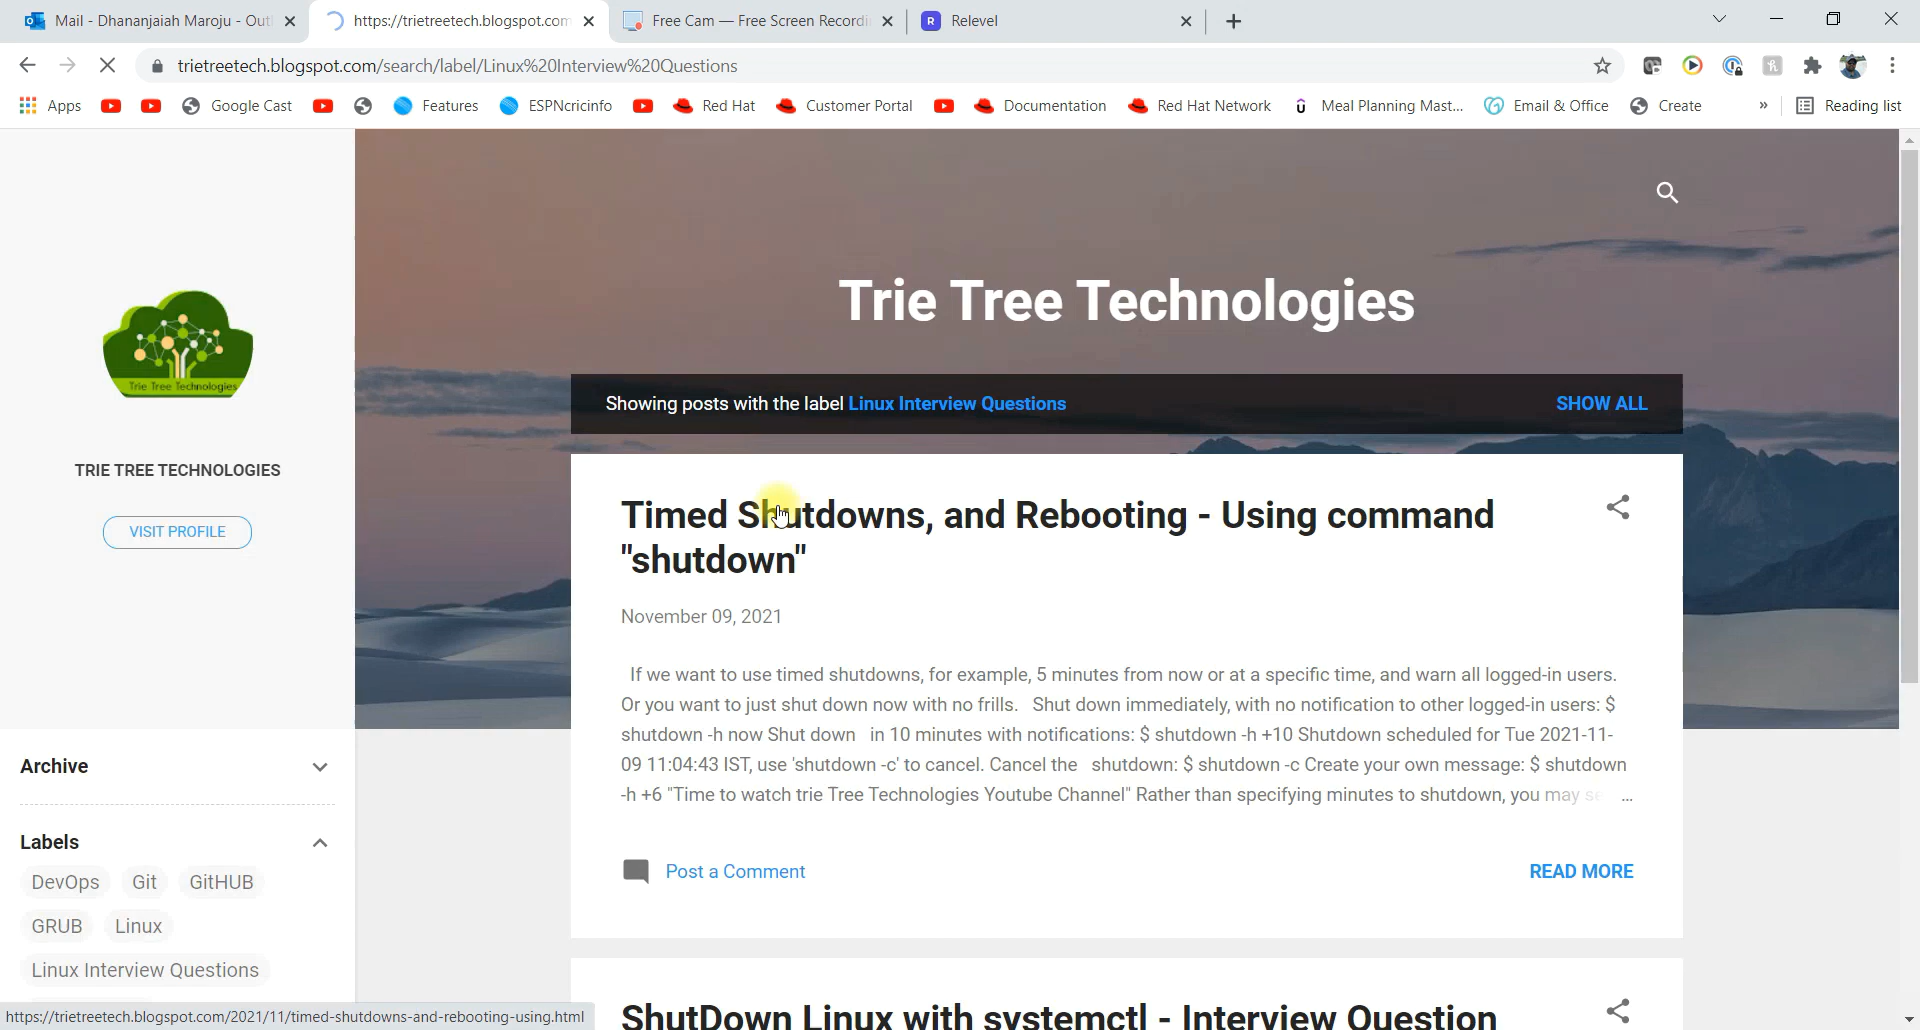 Mail - Dhananjaiah Maroju - Out
https://trietreetech.blogspot.com
Free Cam — Free Screen Recordi
R Relevel
trietreetech.blogspot.com/search/label/Linux%20Interview%20Questions
Apps
Google Cast
Features
ESPNcricinfo
Red Hat
Customer Portal
Documentation
Red Hat Network
Meal Planning Mast...
Email & Office
Create
»
Reading list
Trie Tree Technologies
Trie Tree Technologies
TRIE TREE TECHNOLOGIES
VISIT PROFILE
Showing posts with the label Linux Interview Questions
SHOW ALL
Timed Shutdowns, and Rebooting - Using command
"shutdown"
November 09, 2021
If we want to use timed shutdowns, for example, 5 minutes from now or at a specific time, and warn all logged-in users.
Or you want to just shut down now with no frills. Shut down immediately, with no notification to other logged-in users: $
shutdown -h now Shut down in 10 minutes with notifications: $ shutdown -h +10 Shutdown scheduled for Tue 2021-11-
09 11:04:43 IST, use 'shutdown -c' to cancel. Cancel the shutdown: $ shutdown -c Create your own message: $ shutdown
-h +6 "Time to watch trie Tree Technologies Youtube Channel" Rather than specifying minutes to shutdown, you may se ...
Post a Comment
READ MORE
Archive
Labels
DevOps
Git
GitHUB
GRUB
Linux
Linux Interview Questions
https://trietreetech.blogspot.com/2021/11/timed-shutdowns-and-rebooting-using.html
ShutDown Linux with systemctl - Interview Question